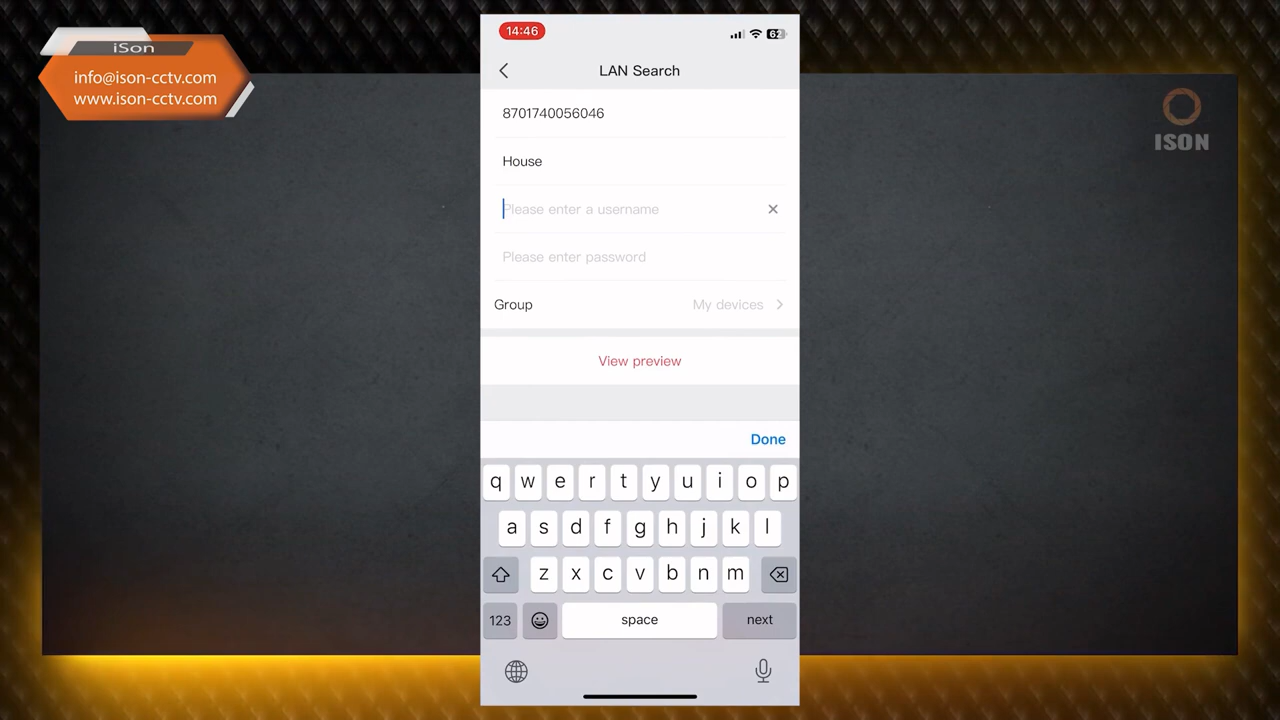 iSon
info@ison-cctv.com
www.ison-cctv.com
ISON
14:46
62
LAN Search
8701740056046
House
Please enter a username
Please enter password
Group My devices
View preview
Done
q w e r t y u i o p
a s d f g h j k l
z x c v b n m
123 space next